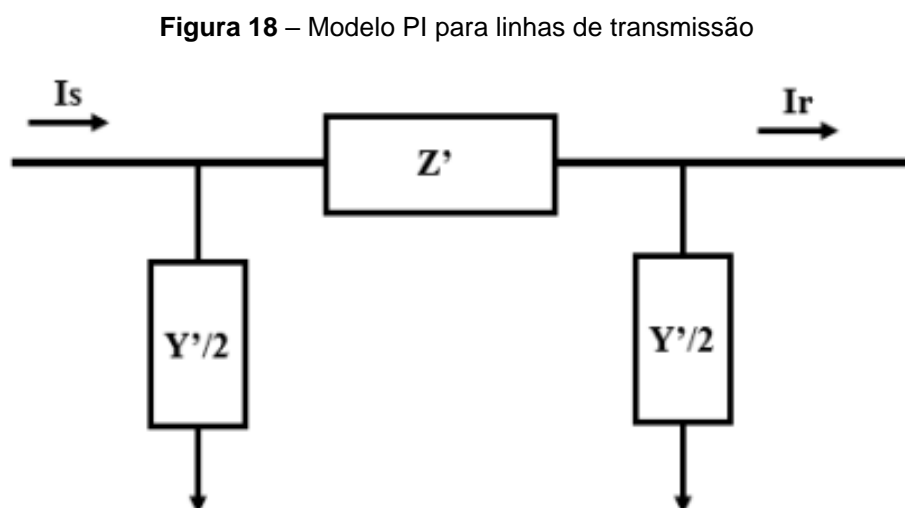 Figura 18 – Modelo PI para linhas de transmissão
Is
Ir
Z’
Y’/2
Y’/2